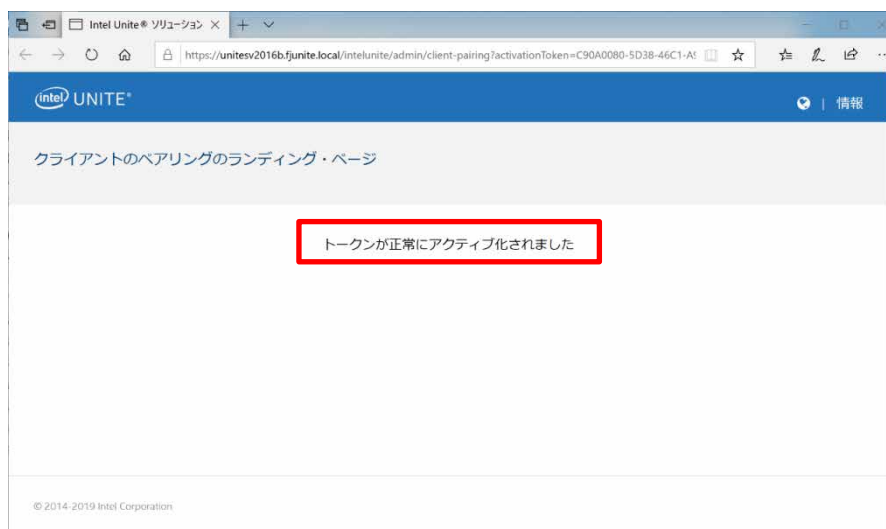 Intel Unite® ソリューション
https://unitesv2016b.fjunite.local/intelunite/admin/client-pairing?activationToken=C90A0080-5D38-46C1-A
intel UNITE®
情報
クライアントのペアリングのランディング・ページ
トークンが正常にアクティブ化されました
© 2014-2019 Intel Corporation